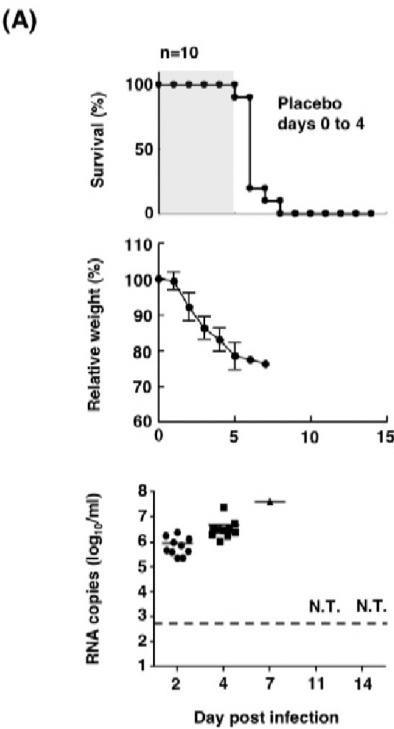 (A)
n=10
Survival (%)
100
50
0
Placebo
days 0 to 4
Relative weight (%)
110
100
90
80
70
60
0 5 10 15
RNA copies (log10/ml)
8
7
6
5
4
3
2
1
N.T. N.T.
2 4 7 11 14
Day post infection